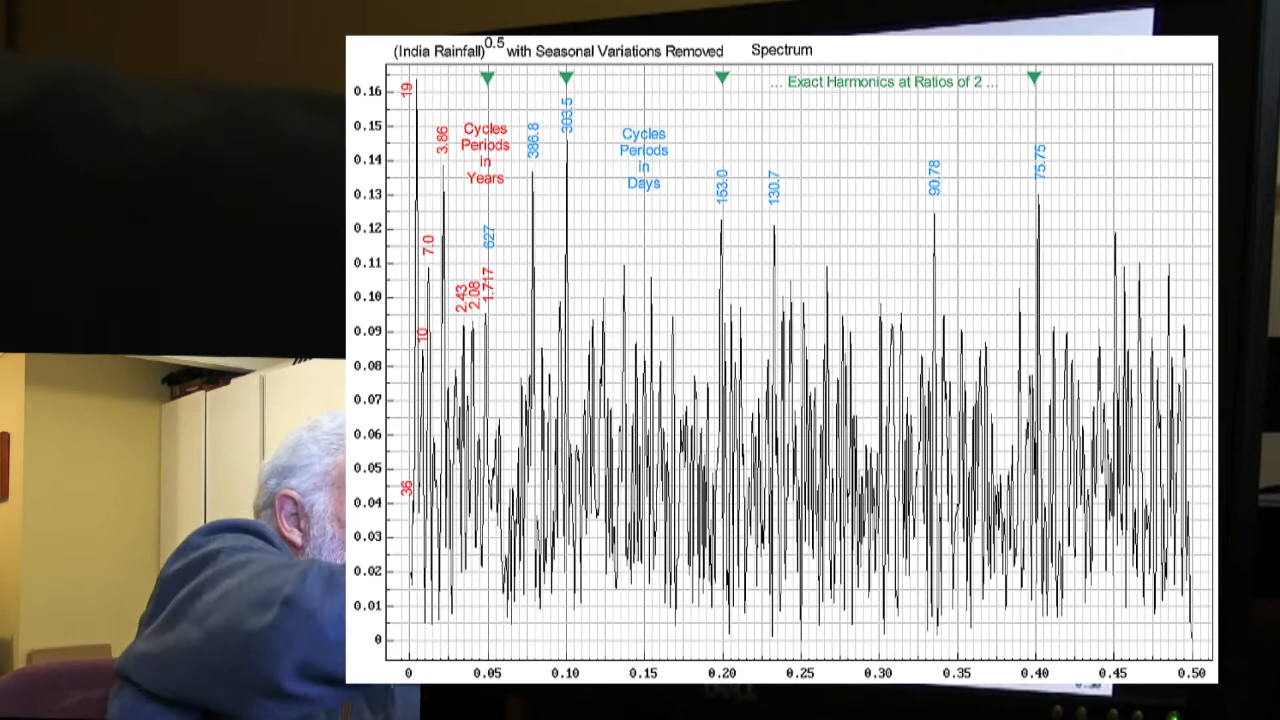 (India Rainfall)^0.5 with Seasonal Variations Removed Spectrum
... Exact Harmonics at Ratios of 2 ...
0.16
0.15
0.14
0.13
0.12
0.11
0.10
0.09
0.08
0.07
0.06
0.05
0.04
0.03
0.02
0.01
0
19
36
10
7.0
3.86
2.43
2.08
1.717
627
Cycles
Periods
in
Years
386.8
303.5
Cycles
Periods
in
Days
153.0
130.7
90.78
75.75
0 0.05 0.10 0.15 0.20 0.25 0.30 0.35 0.40 0.45 0.50